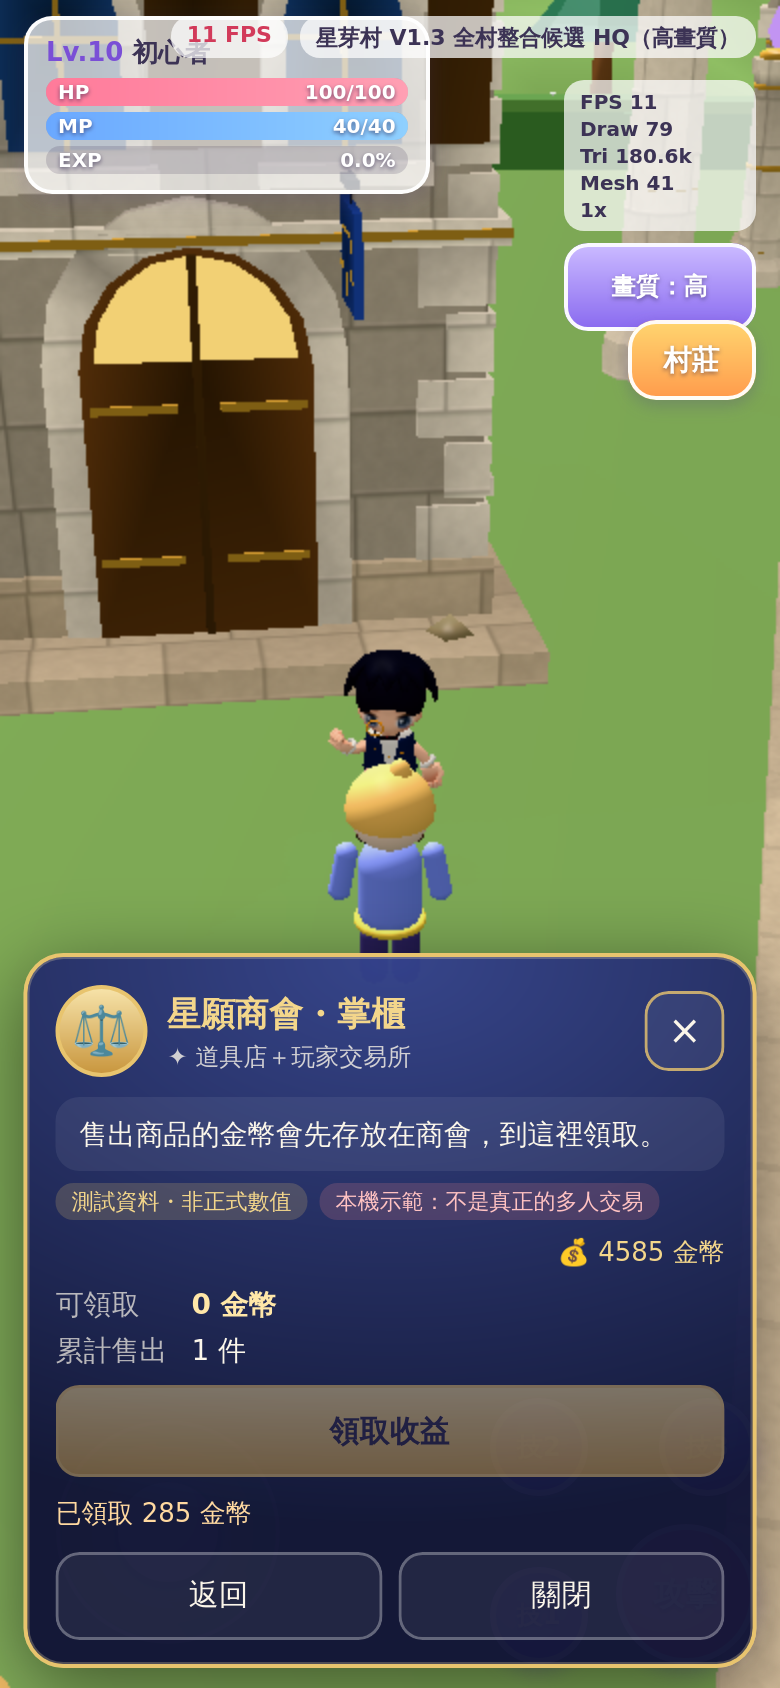 Lv.10 初心者
11 FPS
星芽村 V1.3 全村整合候選 HQ（高畫質）
HP 100/100
MP 40/40
EXP 0.0%
FPS 11
Draw 79
Tri 180.6k
Mesh 41
1x
畫質：高
村莊
星願商會・掌櫃
✦ 道具店＋玩家交易所
×
售出商品的金幣會先存放在商會，到這裡領取。
測試資料・非正式數值
本機示範：不是真正的多人交易
💰 4585 金幣
可領取 0 金幣
累計售出 1 件
領取收益
已領取 285 金幣
返回
關閉